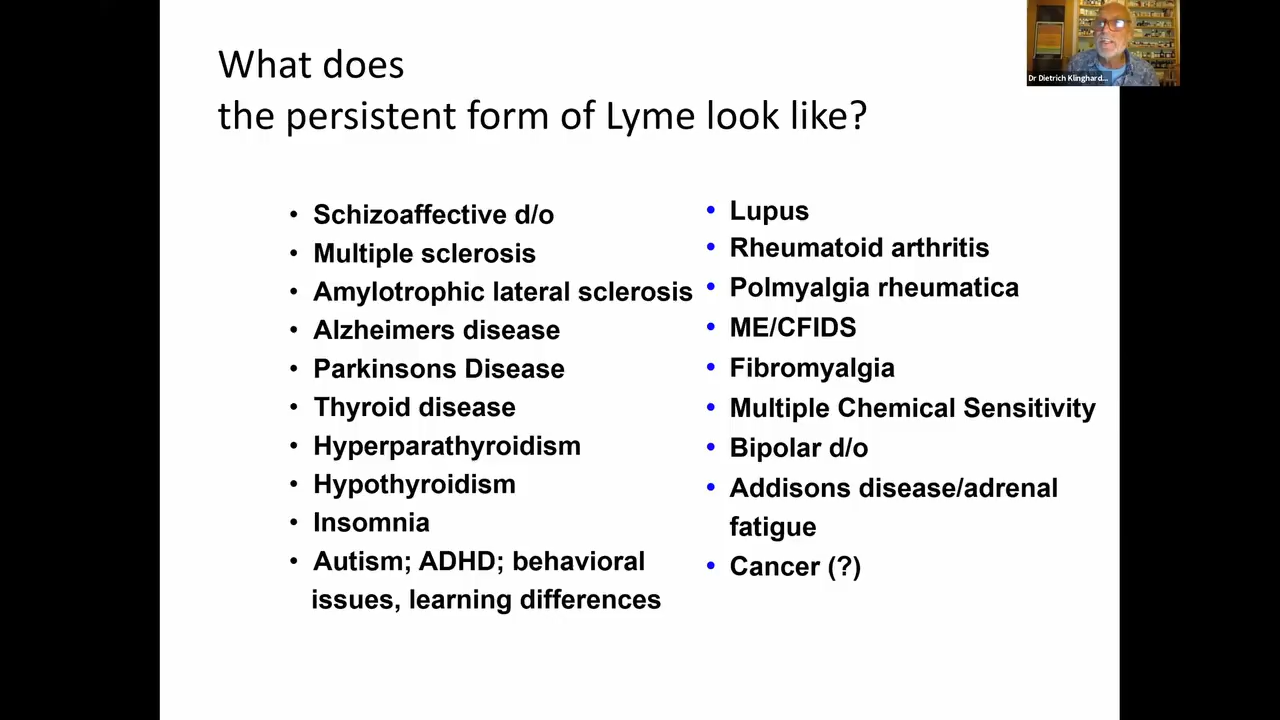 What does
the persistent form of Lyme look like?
• Schizoaffective d/o
• Multiple sclerosis
• Amylotrophic lateral sclerosis
• Alzheimers disease
• Parkinsons Disease
• Thyroid disease
• Hyperparathyroidism
• Hypothyroidism
• Insomnia
• Autism; ADHD; behavioral
issues, learning differences
• Lupus
• Rheumatoid arthritis
• Polmyalgia rheumatica
• ME/CFIDS
• Fibromyalgia
• Multiple Chemical Sensitivity
• Bipolar d/o
• Addisons disease/adrenal
fatigue
• Cancer (?)
Dr Dietrich Klinghard...